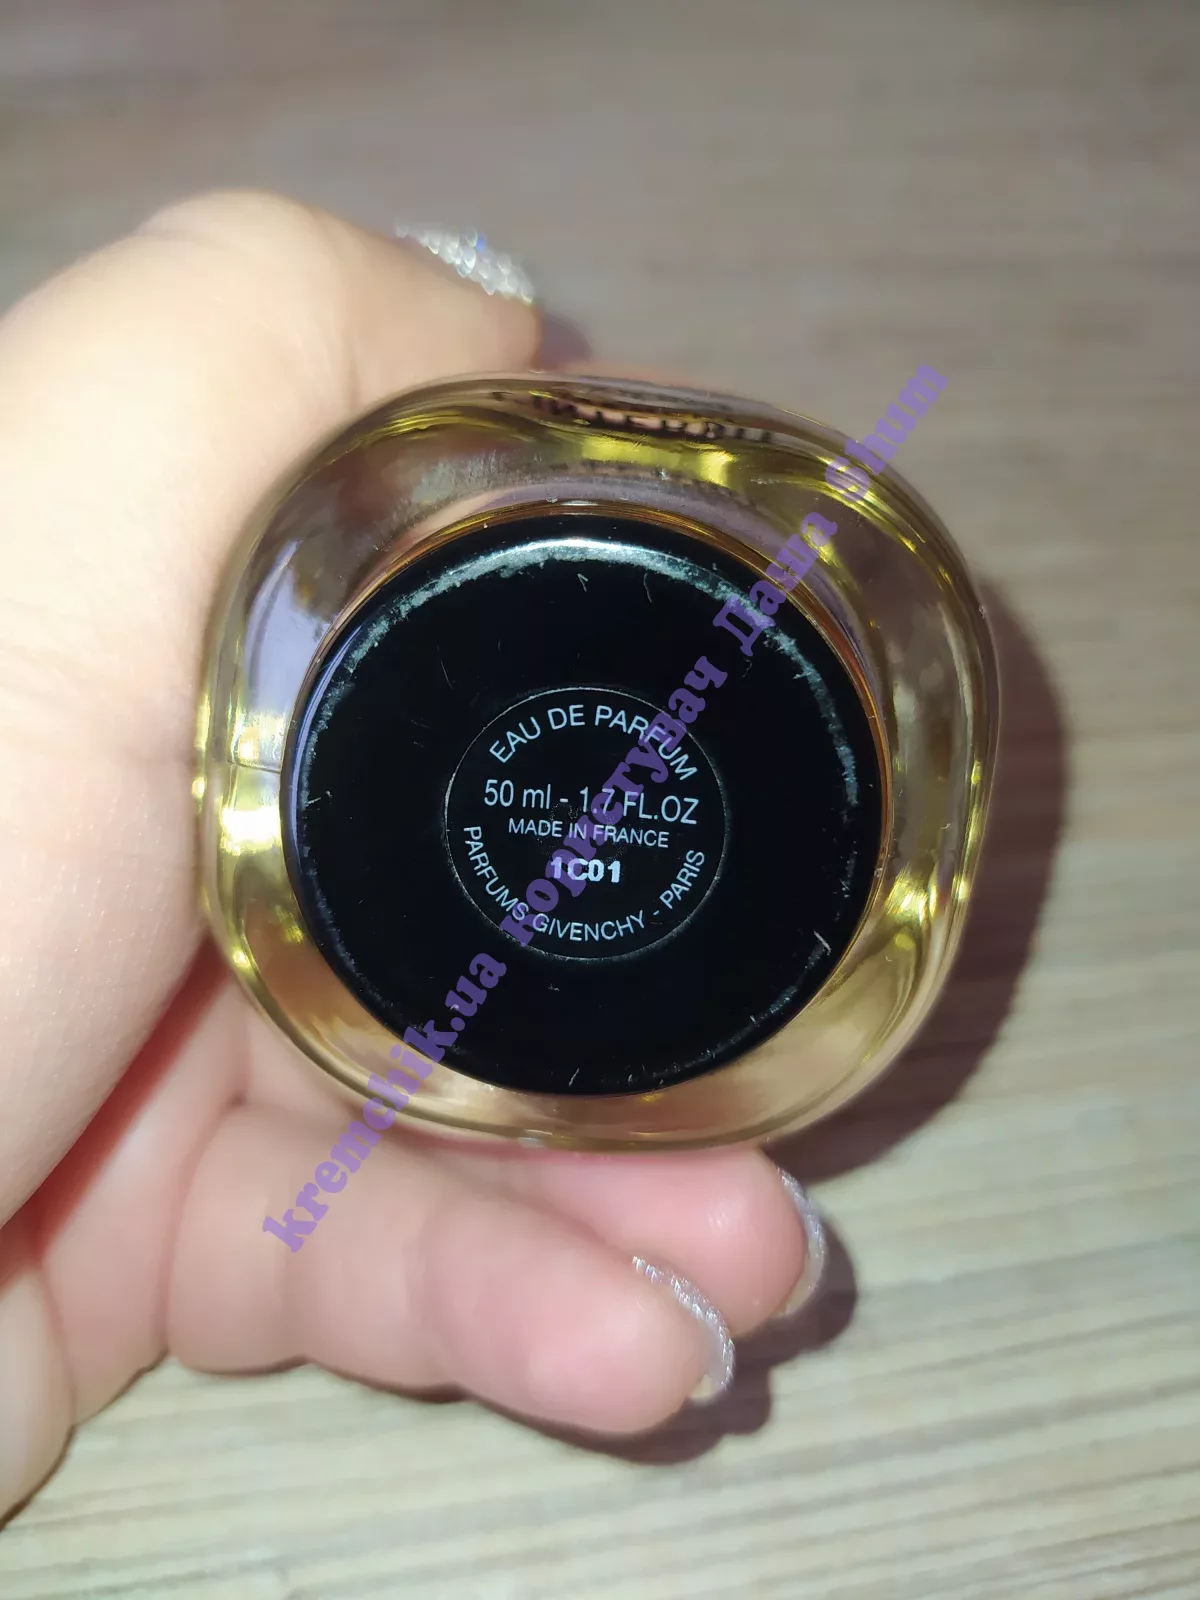 L'INTERDIT
EAU DE PARFUM
50 ml - 1.7 FL.OZ
MADE IN FRANCE
1C01
PARFUMS GIVENCHY - PARIS
kremchik.ua користувач Даша Shum